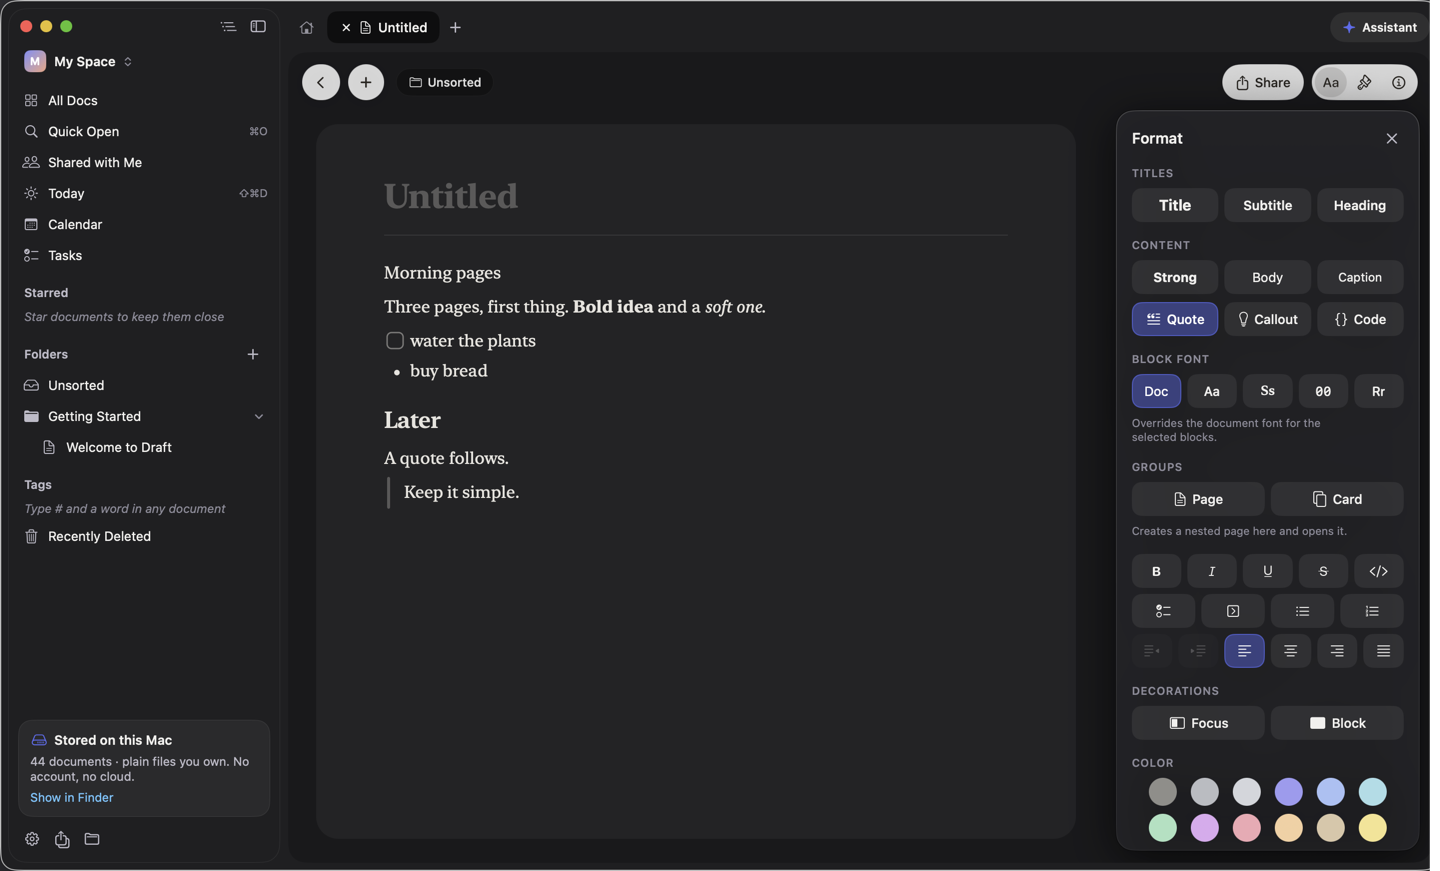 Untitled
Assistant
M My Space
All Docs
Quick Open ⌘O
Shared with Me
Today ⇧⌘D
Calendar
Tasks
Starred
Star documents to keep them close
Folders
Unsorted
Getting Started
Welcome to Draft
Tags
Type # and a word in any document
Recently Deleted
Stored on this Mac
44 documents · plain files you own. No
account, no cloud.
Show in Finder
Unsorted
Share
Aa
Untitled
Morning pages
Three pages, first thing. Bold idea and a soft one.
water the plants
• buy bread
Later
A quote follows.
Keep it simple.
Format
TITLES
Title Subtitle Heading
CONTENT
Strong Body Caption
Quote Callout {} Code
BLOCK FONT
Doc Aa Ss 00 Rr
Overrides the document font for the
selected blocks.
GROUPS
Page Card
Creates a nested page here and opens it.
B I U S </>
DECORATIONS
Focus Block
COLOR